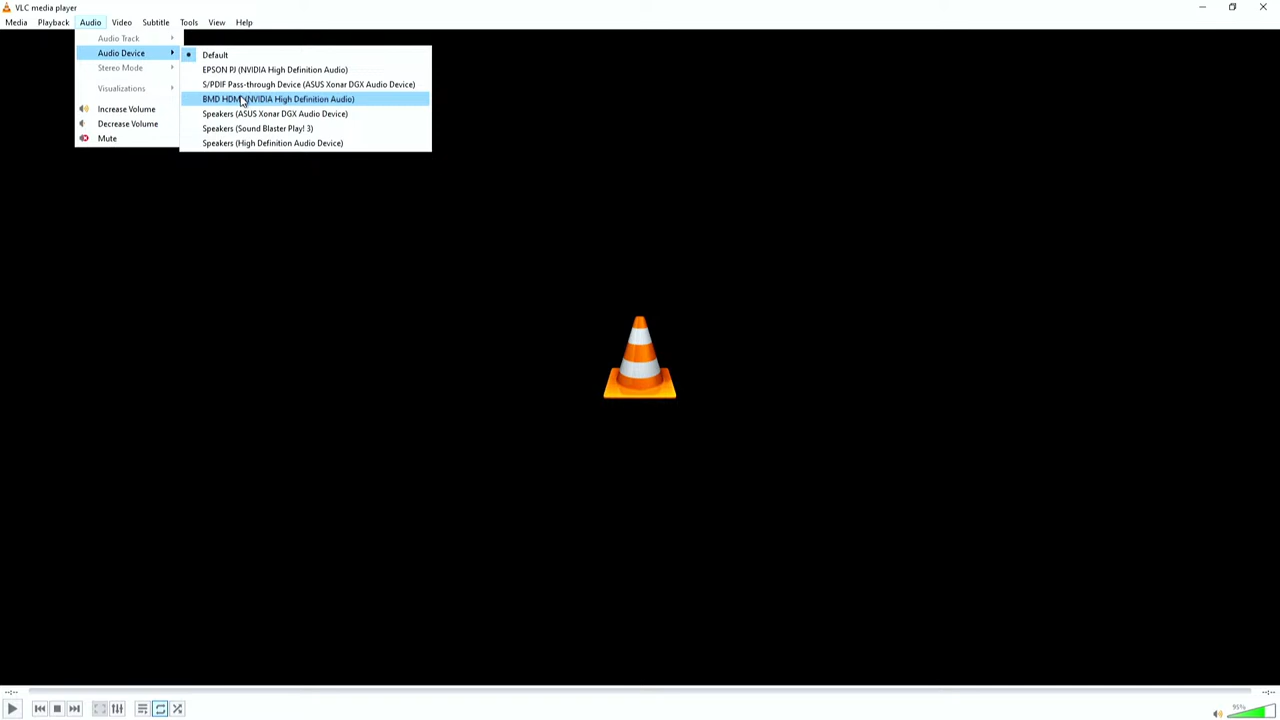 VLC media player
Media Playback Audio Video Subtitle Tools View Help
Audio Track
Audio Device
Stereo Mode
Visualizations
Increase Volume
Decrease Volume
Mute
Default
EPSON PJ (NVIDIA High Definition Audio)
S/PDIF Pass-through Device (ASUS Xonar DGX Audio Device)
BMD HDMI (NVIDIA High Definition Audio)
Speakers (ASUS Xonar DGX Audio Device)
Speakers (Sound Blaster Play! 3)
Speakers (High Definition Audio Device)
--:-- --:--
95%